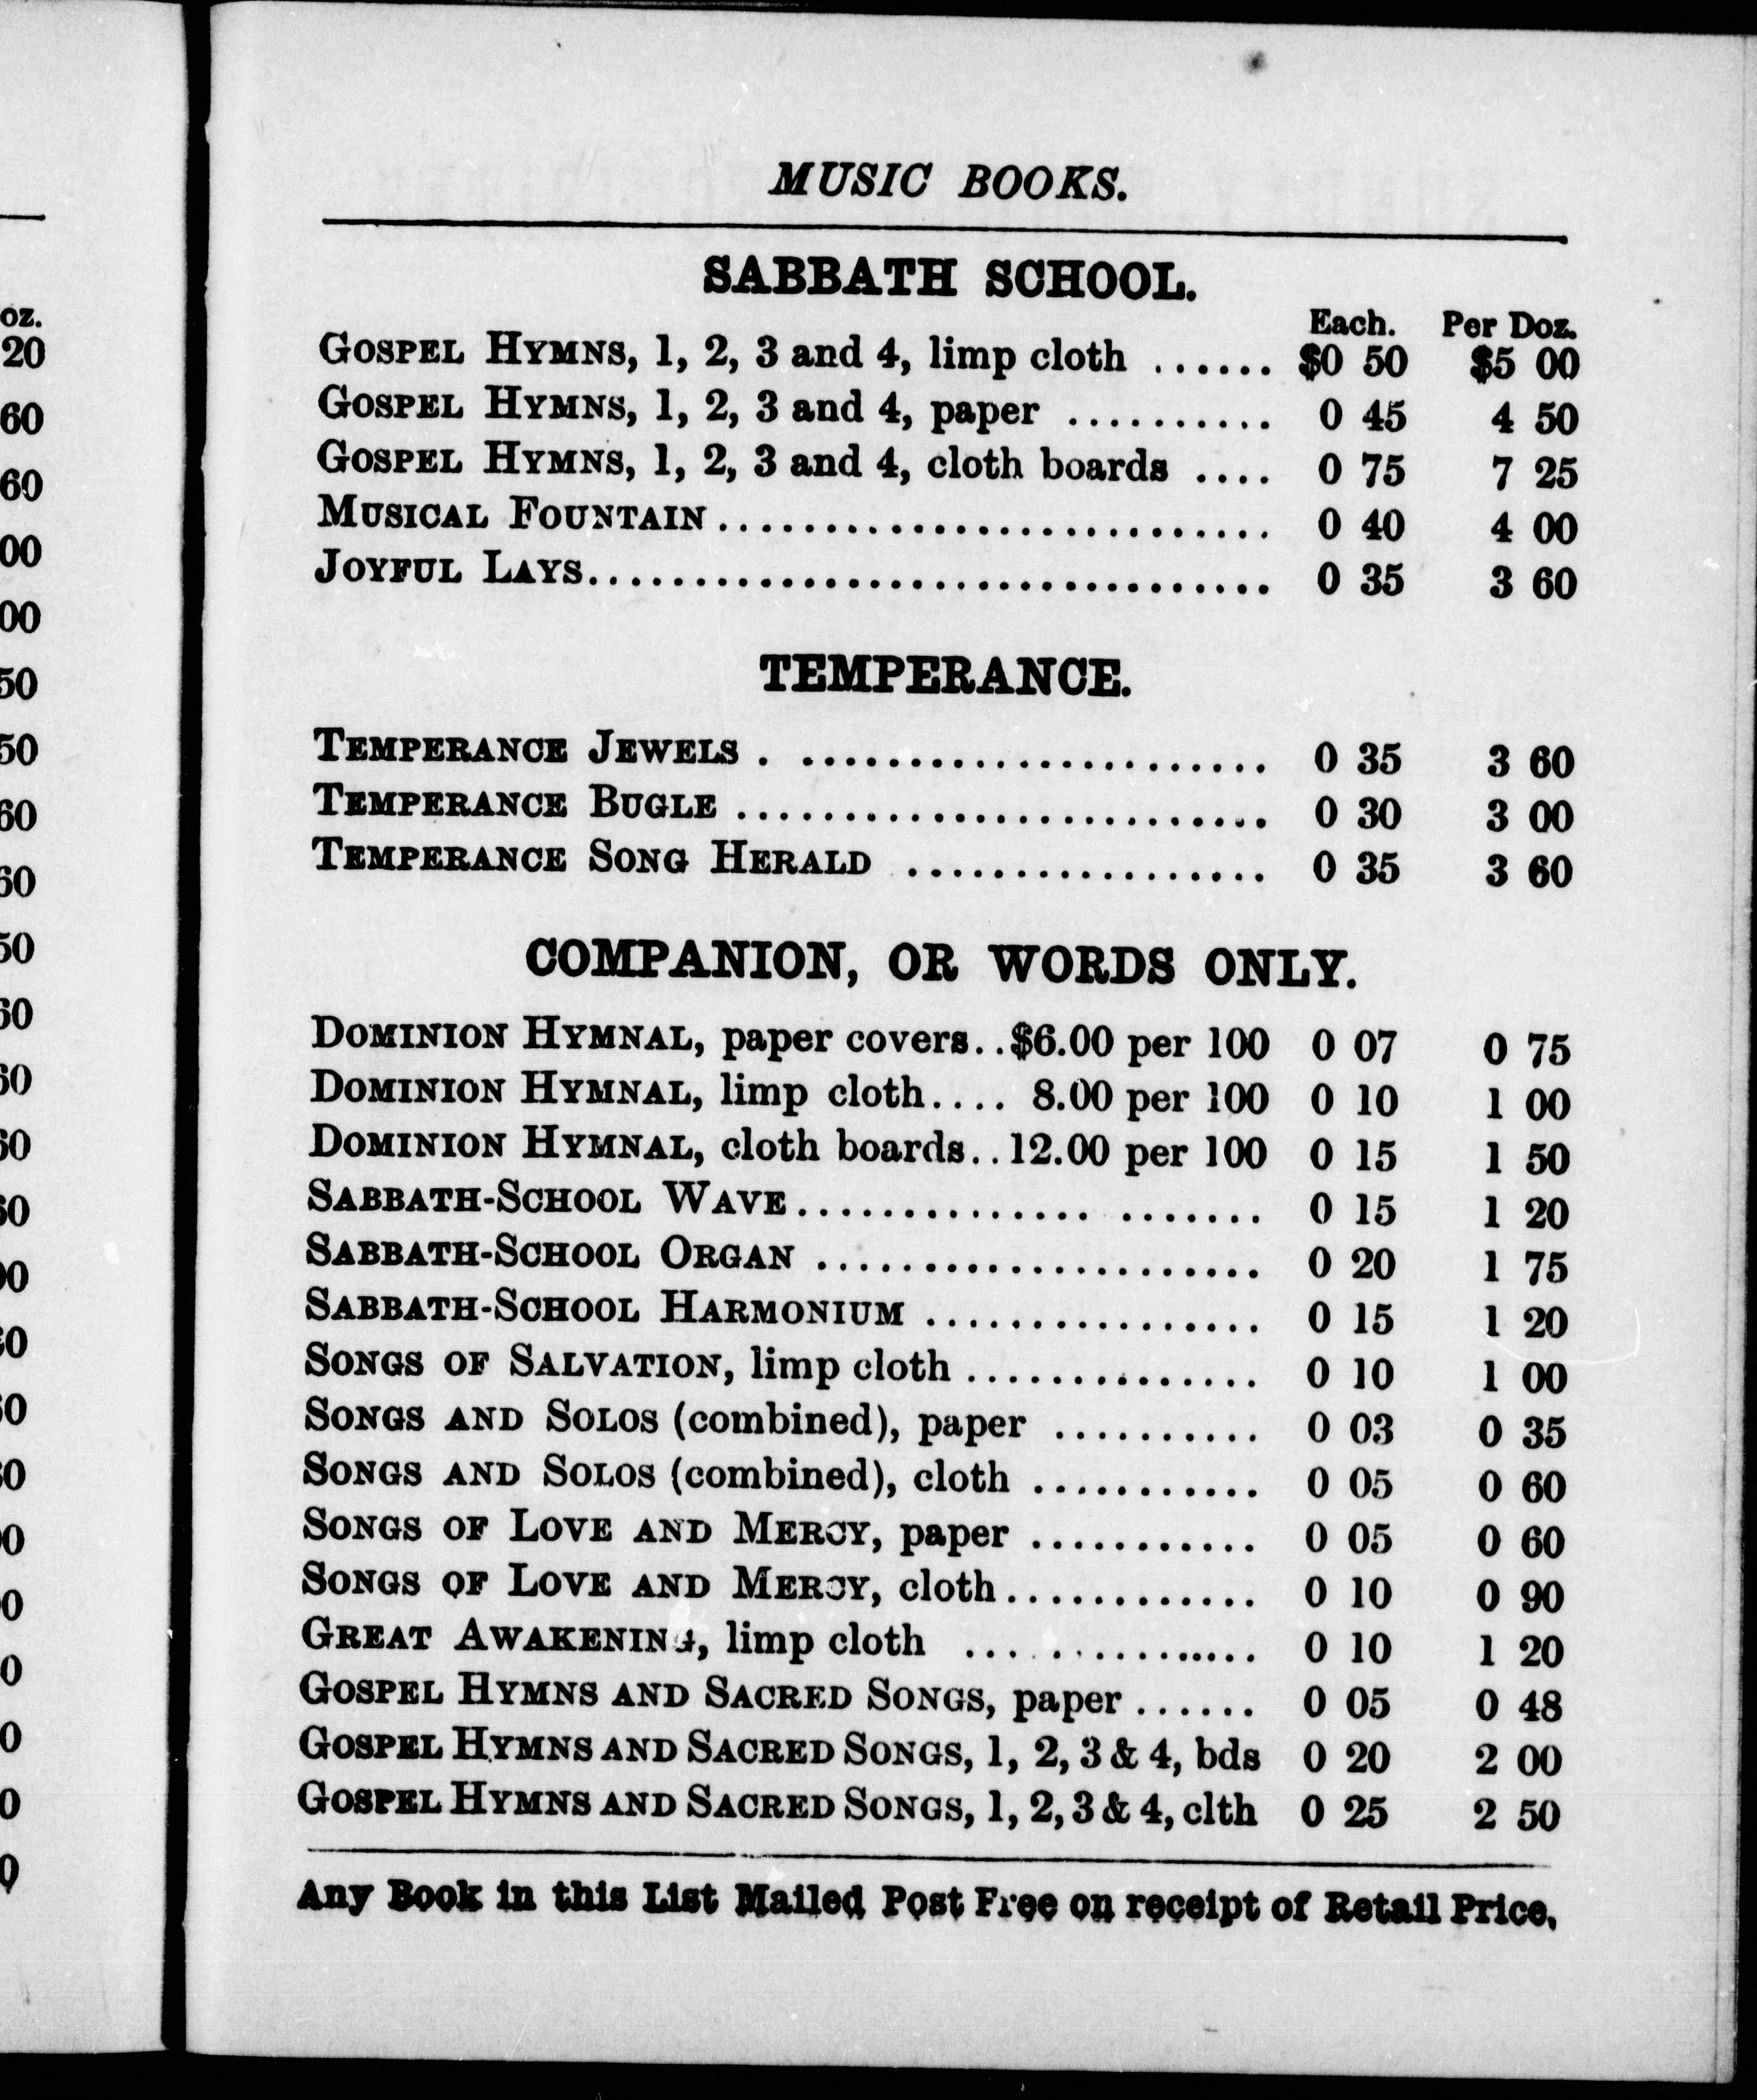 MUSIC BOOKS.
SABBATH SCHOOL.
Each. Per Doz.
GOSPEL HYMNS, 1, 2, 3 and 4, limp cloth ...... $0 50 $5 00
GOSPEL HYMNS, 1, 2, 3 and 4, paper .......... 0 45 4 50
GOSPEL HYMNS, 1, 2, 3 and 4, cloth boards .... 0 75 7 25
MUSICAL FOUNTAIN.......................... 0 40 4 00
JOYFUL LAYS................................ 0 35 3 60
TEMPERANCE.
TEMPERANCE JEWELS . ...................... 0 35 3 60
TEMPERANCE BUGLE ......................... 0 30 3 00
TEMPERANCE SONG HERALD ................. 0 35 3 60
COMPANION, OR WORDS ONLY.
DOMINION HYMNAL, paper covers..$6.00 per 100 0 07 0 75
DOMINION HYMNAL, limp cloth.... 8.00 per 100 0 10 1 00
DOMINION HYMNAL, cloth boards..12.00 per 100 0 15 1 50
SABBATH-SCHOOL WAVE.............. ....... 0 15 1 20
SABBATH-SCHOOL ORGAN ..................... 0 20 1 75
SABBATH-SCHOOL HARMONIUM ................ 0 15 1 20
SONGS OF SALVATION, limp cloth .............. 0 10 1 00
SONGS AND SOLOS (combined), paper .......... 0 03 0 35
SONGS AND SOLOS (combined), cloth ........... 0 05 0 60
SONGS OF LOVE AND MERCY, paper ........... 0 05 0 60
SONGS OF LOVE AND MERCY, cloth............ 0 10 0 90
GREAT AWAKENING, limp cloth .............. 0 10 1 20
GOSPEL HYMNS AND SACRED SONGS, paper ...... 0 05 0 48
GOSPEL HYMNS AND SACRED SONGS, 1, 2, 3 & 4, bds 0 20 2 00
GOSPEL HYMNS AND SACRED SONGS, 1, 2, 3 & 4, clth 0 25 2 50
Any Book in this List Mailed Post Free on receipt of Retail Price.